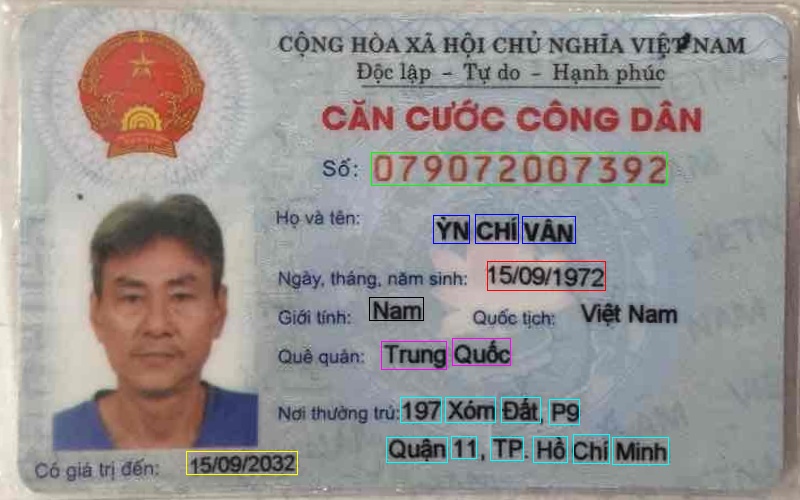 CỘNG HÒA XÃ HỘI CHỦ NGHĨA VIỆT NAM
Độc lập - Tự do - Hạnh phúc
CĂN CƯỚC CÔNG DÂN
Số: 079072007392
Họ và tên: ỲN CHÍ VÂN
Ngày, tháng, năm sinh: 15/09/1972
Giới tính: Nam Quốc tịch: Việt Nam
Quê quán: Trung Quốc
Nơi thường trú: 197 Xóm Đất, P9
Quận 11, TP. Hồ Chí Minh
Có giá trị đến: 15/09/2032